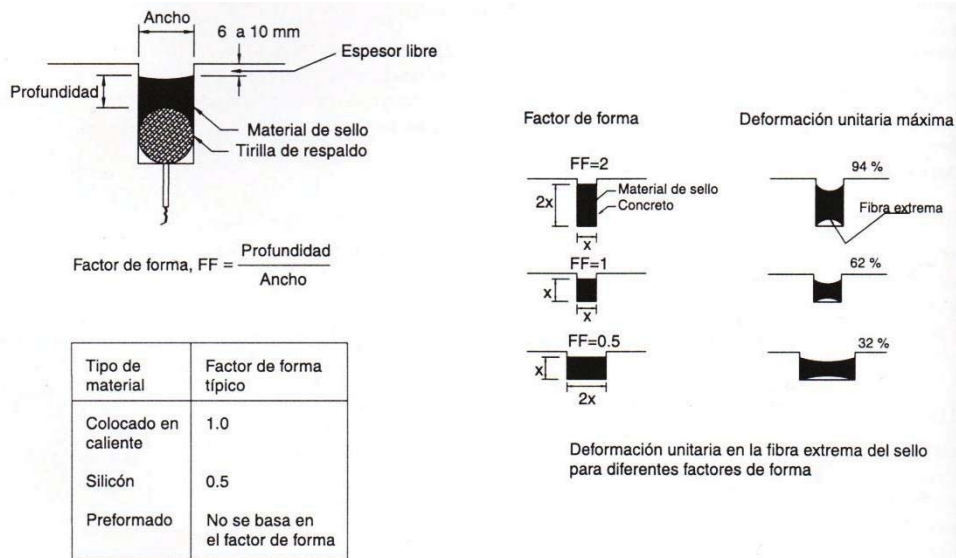 Ancho
6 a 10 mm
Espesor libre
Profundidad
Material de sello
Tirilla de respaldo
Factor de forma, FF = Profundidad
Ancho
Tipo de material
Factor de forma típico
Colocado en caliente
1.0
Silicón
0.5
Preformado
No se basa en el factor de forma
Factor de forma
Deformación unitaria máxima
FF=2
94 %
2x
Material de sello
Concreto
Fibra extrema
x
FF=1
62 %
x
x
FF=0.5
32 %
x
2x
Deformación unitaria en la fibra extrema del sello
para diferentes factores de forma